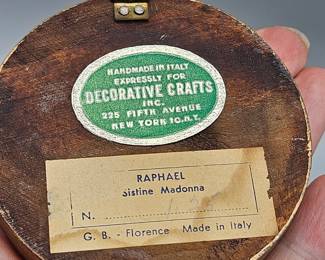 HANDMADE IN ITALY
EXPRESSLY FOR
DECORATIVE CRAFTS
INC.
225 FIFTH AVENUE
NEW YORK 10.N.Y.
RAPHAEL
Sistine Madonna
N. ........................
G. B. - Florence Made in Italy